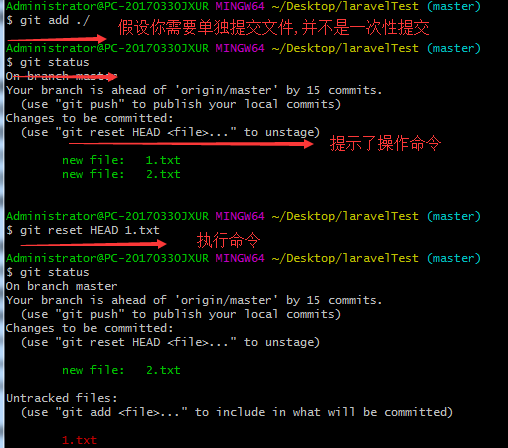 Administrator@PC-20170330JXUR MINGW64 ~/Desktop/laravelTest (master)
$ git add ./
假设你需要单独提交文件,并不是一次性提交
Administrator@PC-20170330JXUR MINGW64 ~/Desktop/laravelTest (master)
$ git status
On branch master
Your branch is ahead of 'origin/master' by 15 commits.
(use "git push" to publish your local commits)
Changes to be committed:
(use "git reset HEAD <file>..." to unstage)
提示了操作命令
new file: 1.txt
new file: 2.txt
Administrator@PC-20170330JXUR MINGW64 ~/Desktop/laravelTest (master)
$ git reset HEAD 1.txt
执行命令
Administrator@PC-20170330JXUR MINGW64 ~/Desktop/laravelTest (master)
$ git status
On branch master
Your branch is ahead of 'origin/master' by 15 commits.
(use "git push" to publish your local commits)
Changes to be committed:
(use "git reset HEAD <file>..." to unstage)
new file: 2.txt
Untracked files:
(use "git add <file>..." to include in what will be committed)
1.txt